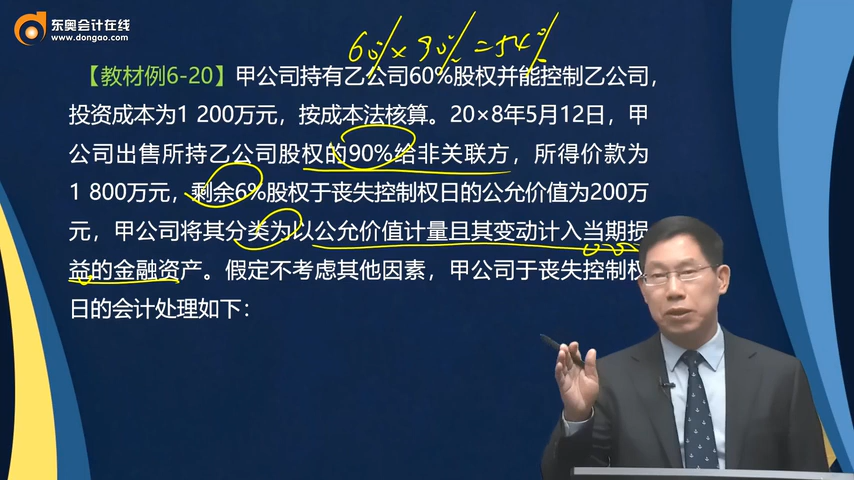 东奥会计在线
www.dongao.com
60%×90%=54%
【教材例6-20】甲公司持有乙公司60%股权并能控制乙公司，
投资成本为1 200万元，按成本法核算。20×8年5月12日，甲
公司出售所持乙公司股权的90%给非关联方，所得价款为
1 800万元，剩余6%股权于丧失控制权日的公允价值为200万
元，甲公司将其分类为以公允价值计量且其变动计入当期损
益的金融资产。假定不考虑其他因素，甲公司于丧失控制权
日的会计处理如下：